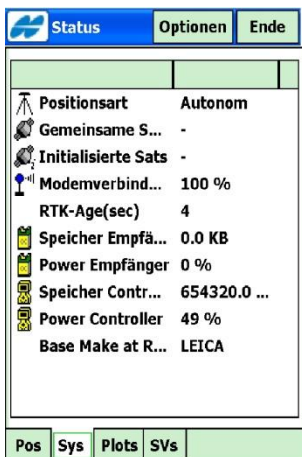 Status Optionen Ende
Positionsart Autonom
Gemeinsame S... -
Initialisierte Sats -
Modemverbind... 100 %
RTK-Age(sec) 4
Speicher Empfä... 0.0 KB
Power Empfänger 0 %
Speicher Contr... 654320.0 ...
Power Controller 49 %
Base Make at R... LEICA
Pos Sys Plots SVs